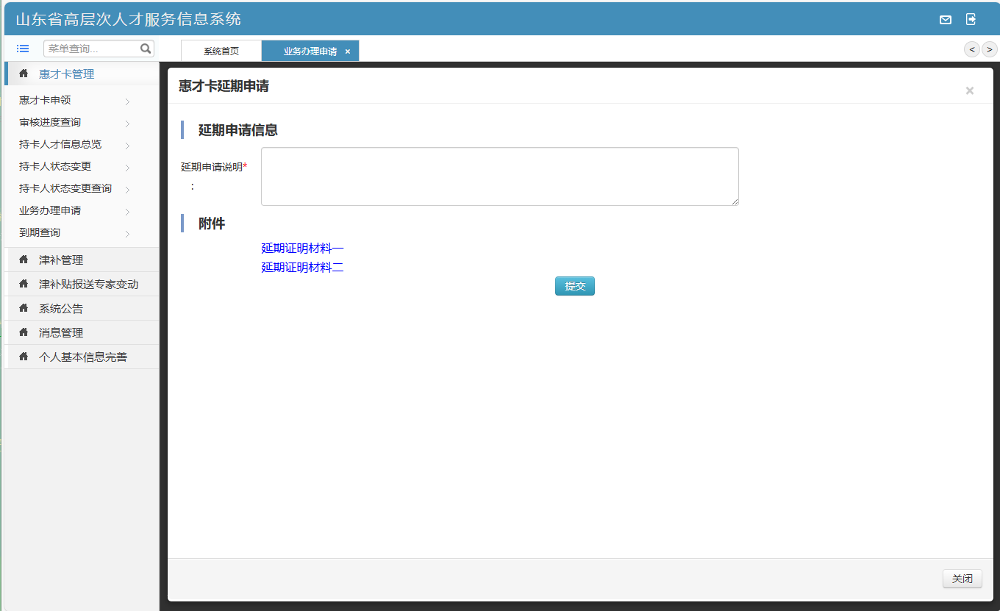 山东省高层次人才服务信息系统
菜单查询...
系统首页
业务办理申请 ×
< >
惠才卡管理
惠才卡申领
审核进度查询
持卡人才信息总览
持卡人状态变更
持卡人状态变更查询
业务办理申请
到期查询
津补管理
津补贴报送专家变动
系统公告
消息管理
个人基本信息完善
惠才卡延期申请
×
延期申请信息
延期申请说明*
:
附件
延期证明材料一
延期证明材料二
提交
关闭